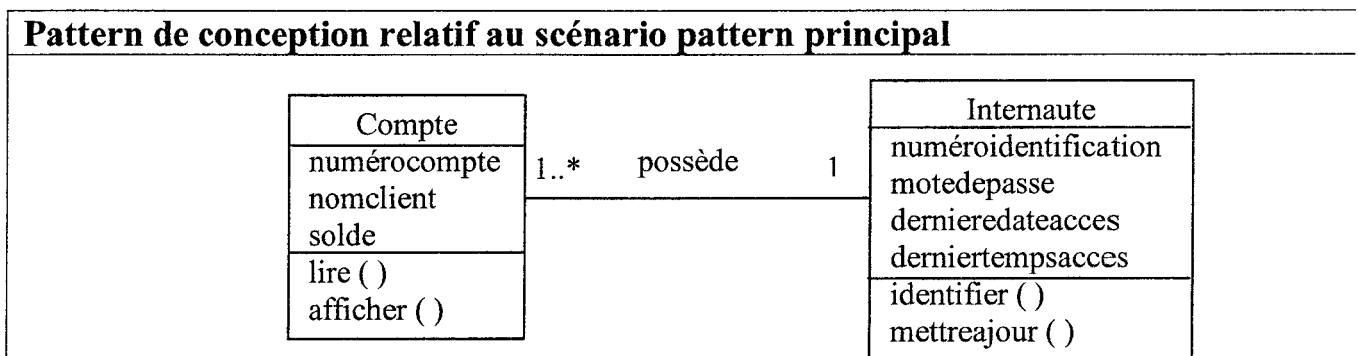 Pattern de conception relatif au scénario pattern principal
Compte
numérocompte
nomclient
solde
lire ( )
afficher ( )
1..* possède 1
Internaute
numéroidentification
motedepasse
dernieredateacces
derniertempsacces
identifier ( )
mettreajour ( )